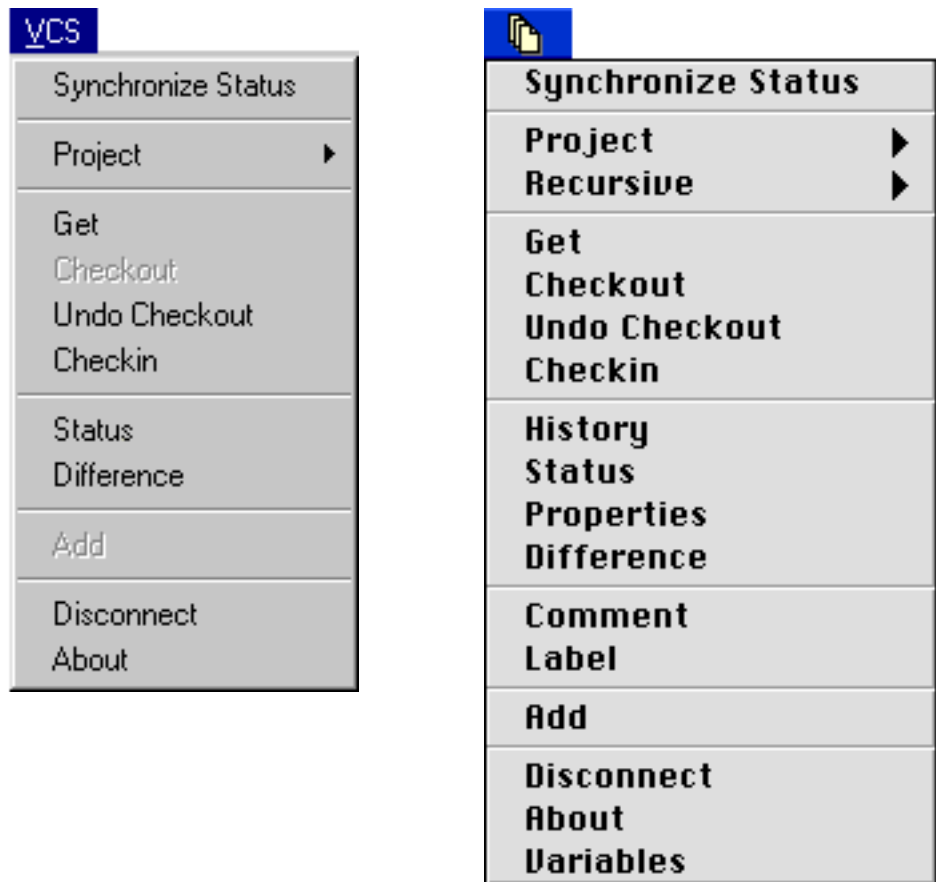 VCS
Synchronize Status
Project
Get
Checkout
Undo Checkout
Checkin
Status
Difference
Add
Disconnect
About
Synchronize Status
Project
Recursive
Get
Checkout
Undo Checkout
Checkin
History
Status
Properties
Difference
Comment
Label
Add
Disconnect
About
Variables